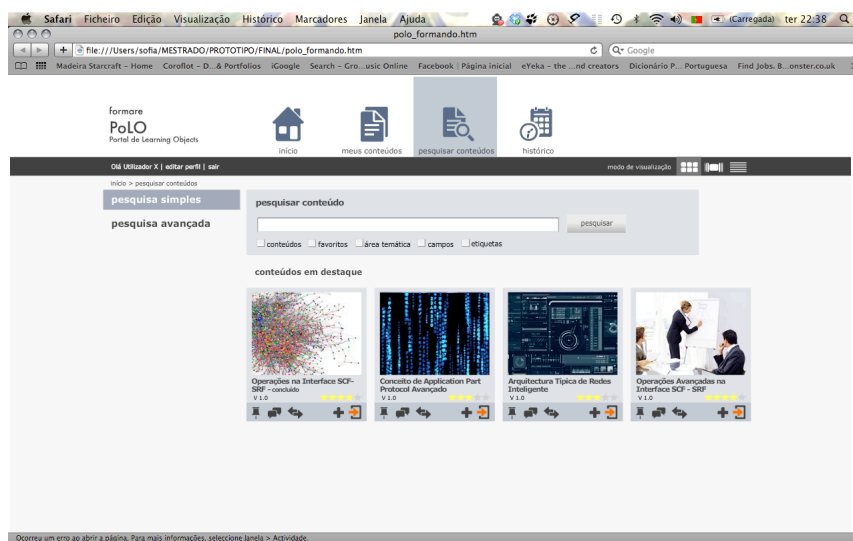 Safari Ficheiro Edição Visualização Histórico Marcadores Janela Ajuda (Carregada) ter 22:38
polo_formando.htm
file:///Users/sofia/MESTRADO/PROTOTIPO/FINAL/polo_formando.htm Google
Madeira Starcraft – Home Coroflot – D...& Portfolios iGoogle Search – Gro...usic Online Facebook | Página inicial eYeka – the ...nd creators Dicionário P... Portuguesa Find Jobs. B...onster.co.uk
formare
PoLO
Portal de Learning Objects
início meus conteúdos pesquisar conteúdos histórico
Olá Utilizador X | editar perfil | sair modo de visualização
início > pesquisar conteúdos
pesquisa simples
pesquisa avançada
pesquisar conteúdo
pesquisar
conteúdos favoritos área temática campos etiquetas
conteúdos em destaque
Operações na Interface SCF-
SRF - concluído
V 1.0
Conceito de Application Part
Protocol Avançado
V 1.0
Arquitectura Típica de Redes
Inteligente
V 1.0
Operações Avançadas na
Interface SCF - SRF
V 1.0
Ocorreu um erro ao abrir a página. Para mais informações, seleccione Janela > Actividade.